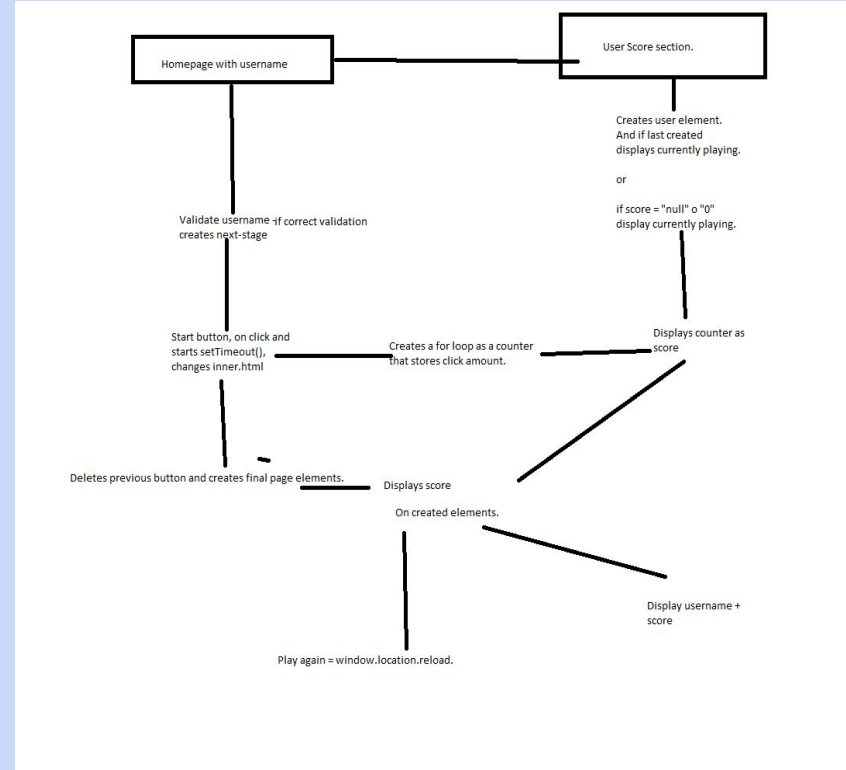 Homepage with username
User Score section.
Creates user element.
And if last created
displays currently playing.
or
if score = "null" o "0"
display currently playing.
Validate username -if correct validation
creates next-stage
Start button, on click and
starts setTimeout(),
changes inner.html
Creates a for loop as a counter
that stores click amount.
Displays counter as
score
Deletes previous button and creates final page elements.
Displays score
On created elements.
Display username +
score
Play again = window.location.reload.